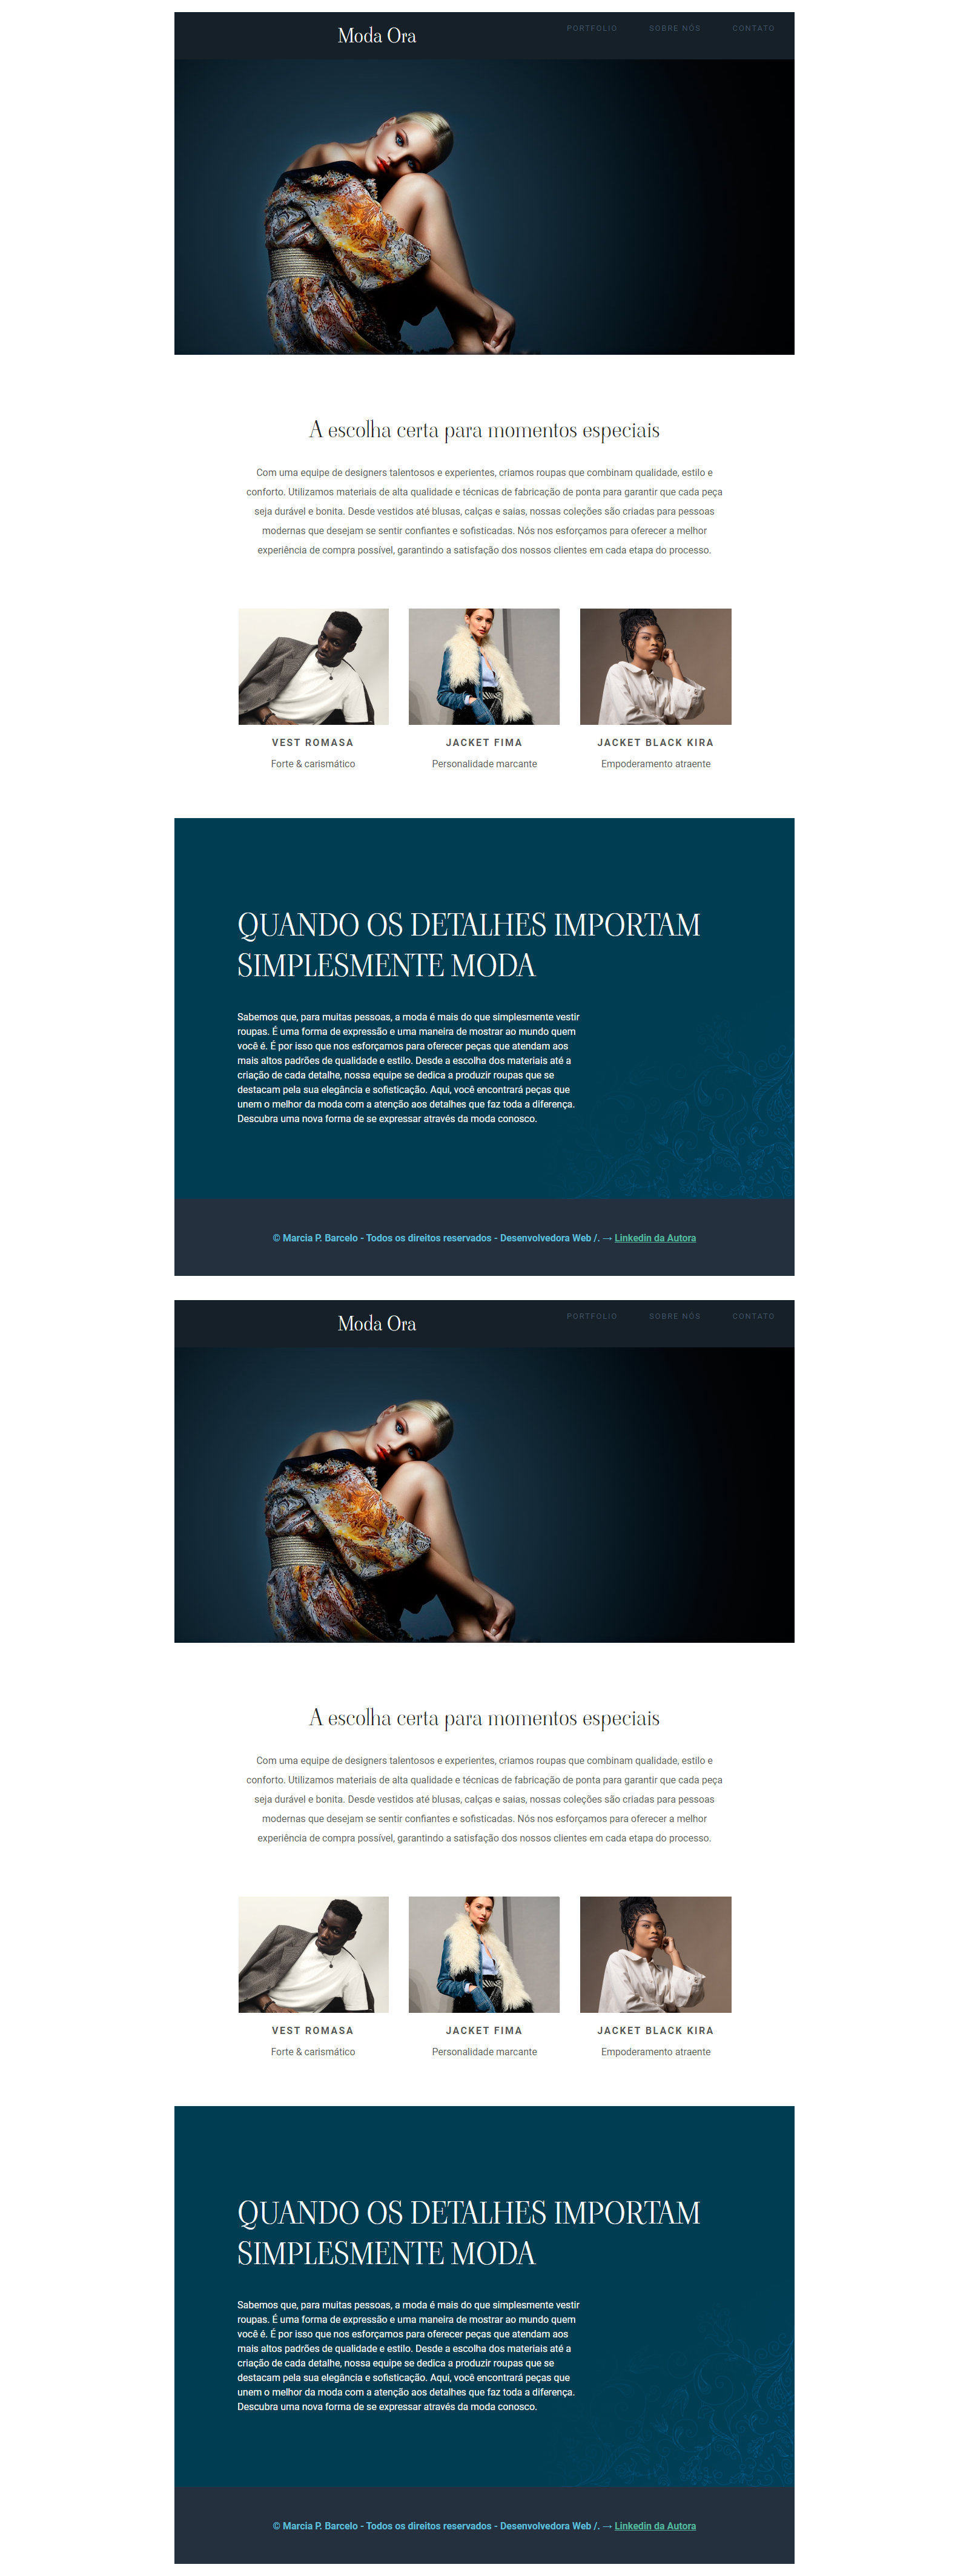 Moda Ora
PORTFOLIO SOBRE NÓS CONTATO
A escolha certa para momentos especiais
Com uma equipe de designers talentosos e experientes, criamos roupas que combinam qualidade, estilo e
conforto. Utilizamos materiais de alta qualidade e técnicas de fabricação de ponta para garantir que cada peça
seja durável e bonita. Desde vestidos até blusas, calças e saias, nossas coleções são criadas para pessoas
modernas que desejam se sentir confiantes e sofisticadas. Nós nos esforçamos para oferecer a melhor
experiência de compra possível, garantindo a satisfação dos nossos clientes em cada etapa do processo.
VEST ROMASA
Forte & carismático
JACKET FIMA
Personalidade marcante
JACKET BLACK KIRA
Empoderamento atraente
QUANDO OS DETALHES IMPORTAM
SIMPLESMENTE MODA
Sabemos que, para muitas pessoas, a moda é mais do que simplesmente vestir
roupas. É uma forma de expressão e uma maneira de mostrar ao mundo quem
você é. É por isso que nos esforçamos para oferecer peças que atendam aos
mais altos padrões de qualidade e estilo. Desde a escolha dos materiais até a
criação de cada detalhe, nossa equipe se dedica a produzir roupas que se
destacam pela sua elegância e sofisticação. Aqui, você encontrará peças que
unem o melhor da moda com a atenção aos detalhes que faz toda a diferença.
Descubra uma nova forma de se expressar através da moda conosco.
© Marcia P. Barcelo - Todos os direitos reservados - Desenvolvedora Web /. → Linkedin da Autora
Moda Ora
PORTFOLIO SOBRE NÓS CONTATO
A escolha certa para momentos especiais
Com uma equipe de designers talentosos e experientes, criamos roupas que combinam qualidade, estilo e
conforto. Utilizamos materiais de alta qualidade e técnicas de fabricação de ponta para garantir que cada peça
seja durável e bonita. Desde vestidos até blusas, calças e saias, nossas coleções são criadas para pessoas
modernas que desejam se sentir confiantes e sofisticadas. Nós nos esforçamos para oferecer a melhor
experiência de compra possível, garantindo a satisfação dos nossos clientes em cada etapa do processo.
VEST ROMASA
Forte & carismático
JACKET FIMA
Personalidade marcante
JACKET BLACK KIRA
Empoderamento atraente
QUANDO OS DETALHES IMPORTAM
SIMPLESMENTE MODA
Sabemos que, para muitas pessoas, a moda é mais do que simplesmente vestir
roupas. É uma forma de expressão e uma maneira de mostrar ao mundo quem
você é. É por isso que nos esforçamos para oferecer peças que atendam aos
mais altos padrões de qualidade e estilo. Desde a escolha dos materiais até a
criação de cada detalhe, nossa equipe se dedica a produzir roupas que se
destacam pela sua elegância e sofisticação. Aqui, você encontrará peças que
unem o melhor da moda com a atenção aos detalhes que faz toda a diferença.
Descubra uma nova forma de se expressar através da moda conosco.
© Marcia P. Barcelo - Todos os direitos reservados - Desenvolvedora Web /. → Linkedin da Autora